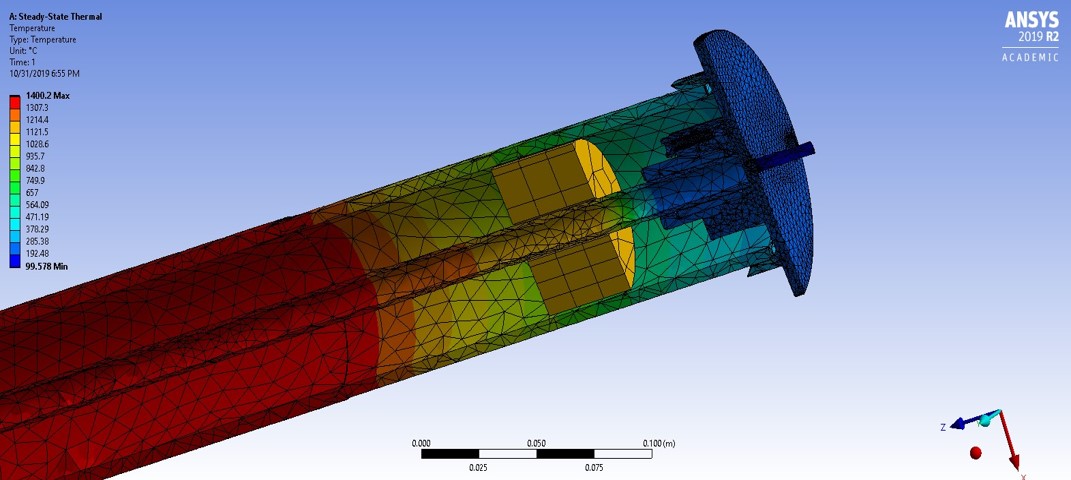 A: Steady-State Thermal
Temperature
Type: Temperature
Unit: °C
Time: 1
10/31/2019 6:55 PM
1400.2 Max
1307.3
1214.4
1121.5
1028.6
935.7
842.8
749.9
657
564.09
471.19
378.29
285.38
192.48
99.578 Min
ANSYS
2019 R2
ACADEMIC
0.000
0.050
0.100 (m)
0.025
0.075
Z
X